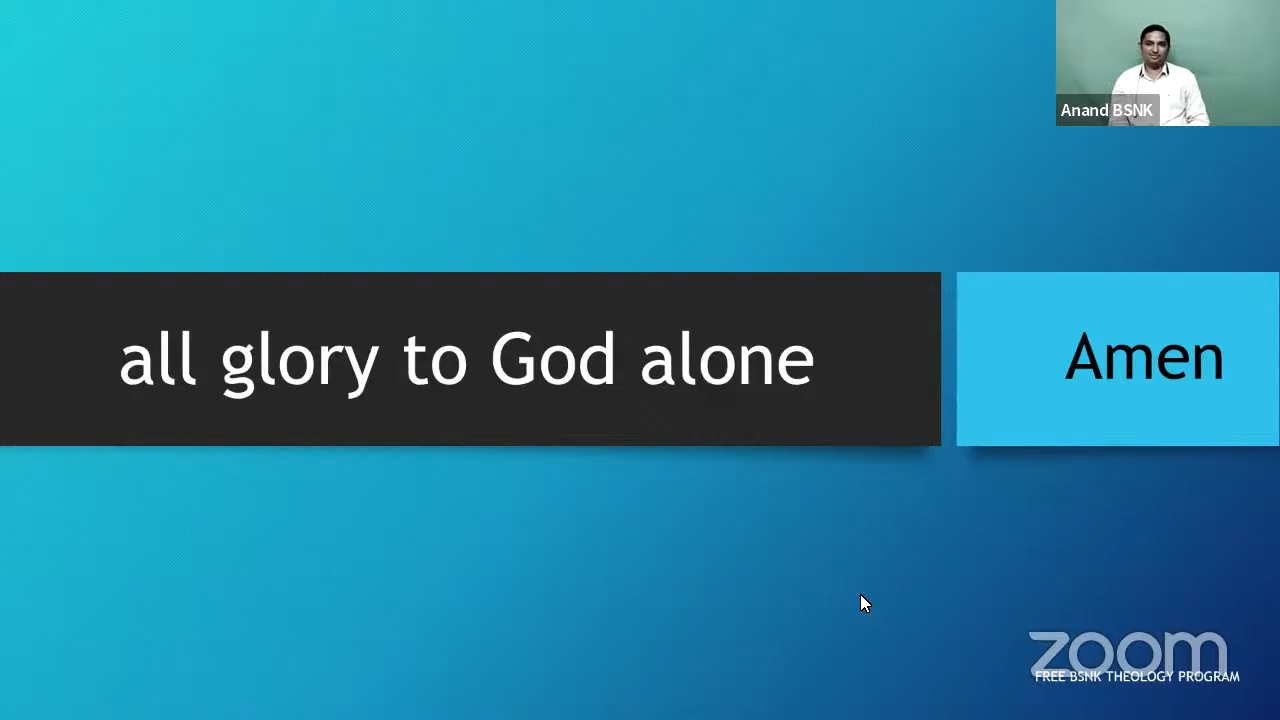 Anand BSNK
all glory to God alone
Amen
zoom
FREE BSNK THEOLOGY PROGRAM